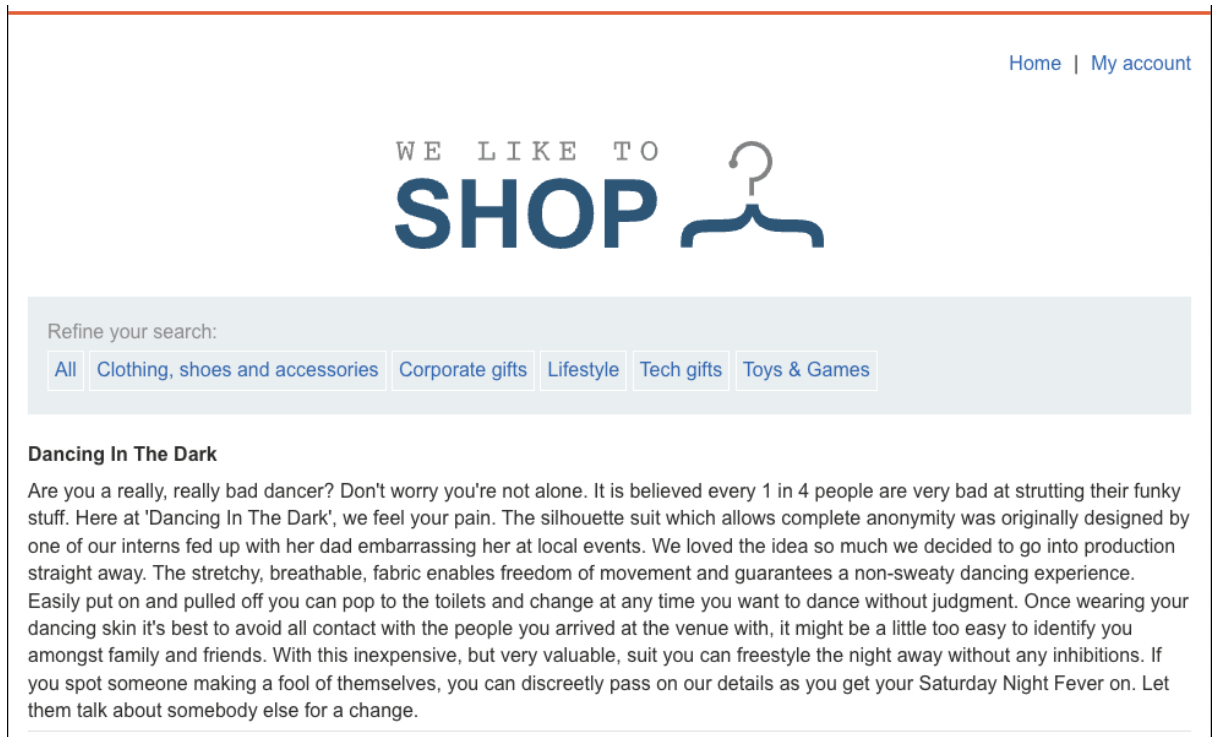 Home | My account
WE LIKE TO
SHOP
Refine your search:
All Clothing, shoes and accessories Corporate gifts Lifestyle Tech gifts Toys & Games
Dancing In The Dark
Are you a really, really bad dancer? Don't worry you're not alone. It is believed every 1 in 4 people are very bad at strutting their funky
stuff. Here at 'Dancing In The Dark', we feel your pain. The silhouette suit which allows complete anonymity was originally designed by
one of our interns fed up with her dad embarrassing her at local events. We loved the idea so much we decided to go into production
straight away. The stretchy, breathable, fabric enables freedom of movement and guarantees a non-sweaty dancing experience.
Easily put on and pulled off you can pop to the toilets and change at any time you want to dance without judgment. Once wearing your
dancing skin it's best to avoid all contact with the people you arrived at the venue with, it might be a little too easy to identify you
amongst family and friends. With this inexpensive, but very valuable, suit you can freestyle the night away without any inhibitions. If
you spot someone making a fool of themselves, you can discreetly pass on our details as you get your Saturday Night Fever on. Let
them talk about somebody else for a change.